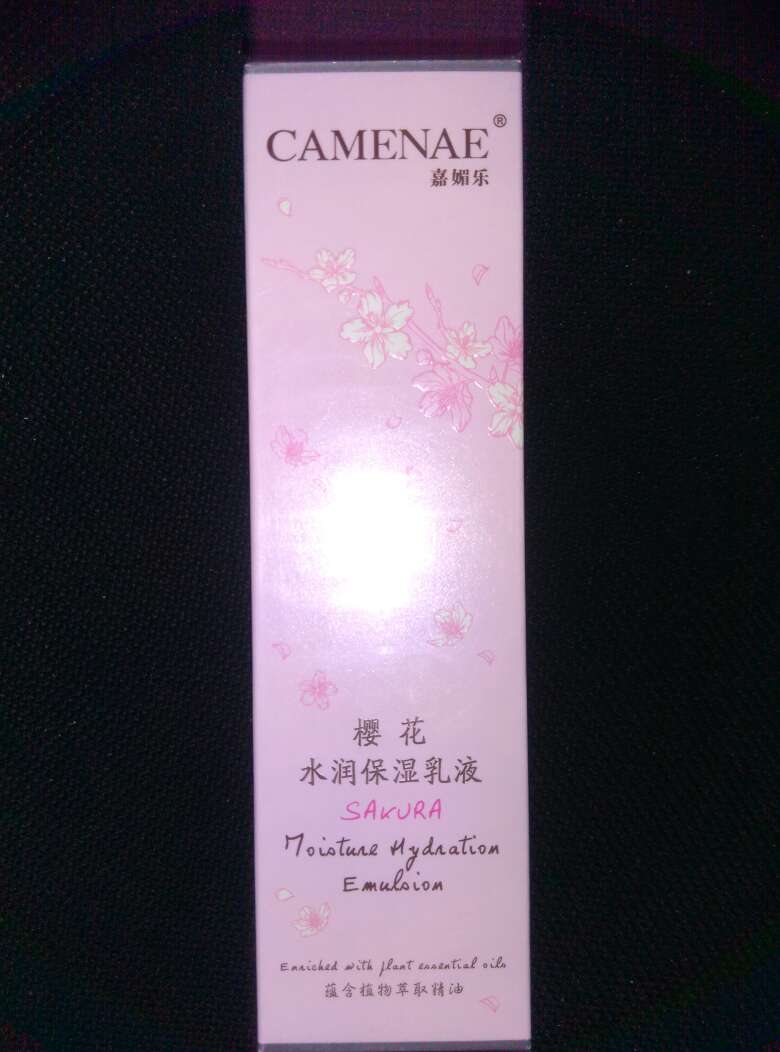 CAMENAE®
嘉媚乐
樱花
水润保湿乳液
SAKURA
Moisture Hydration
Emulsion
Enriched with plant essential oils
蕴含植物萃取精油